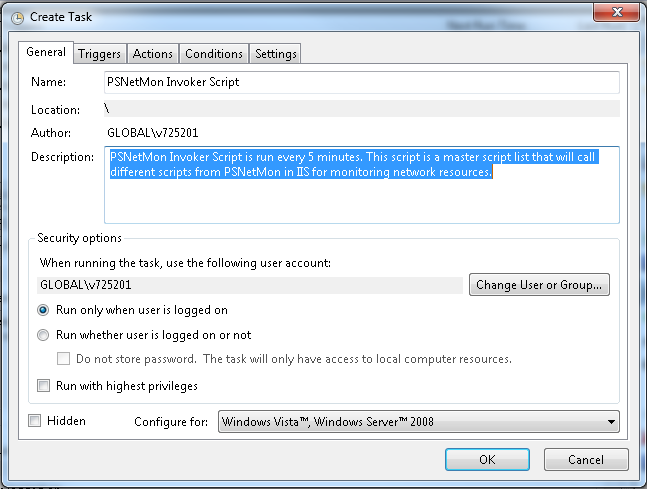 Create Task
General Triggers Actions Conditions Settings
Name: PSNetMon Invoker Script
Location: \
Author: GLOBAL\v725201
Description: PSNetMon Invoker Script is run every 5 minutes. This script is a master script list that will call
different scripts from PSNetMon in IIS for monitoring network resources.
Security options
When running the task, use the following user account:
GLOBAL\v725201 Change User or Group...
Run only when user is logged on
Run whether user is logged on or not
Do not store password. The task will only have access to local computer resources.
Run with highest privileges
Hidden Configure for: Windows Vista™, Windows Server™ 2008
OK Cancel